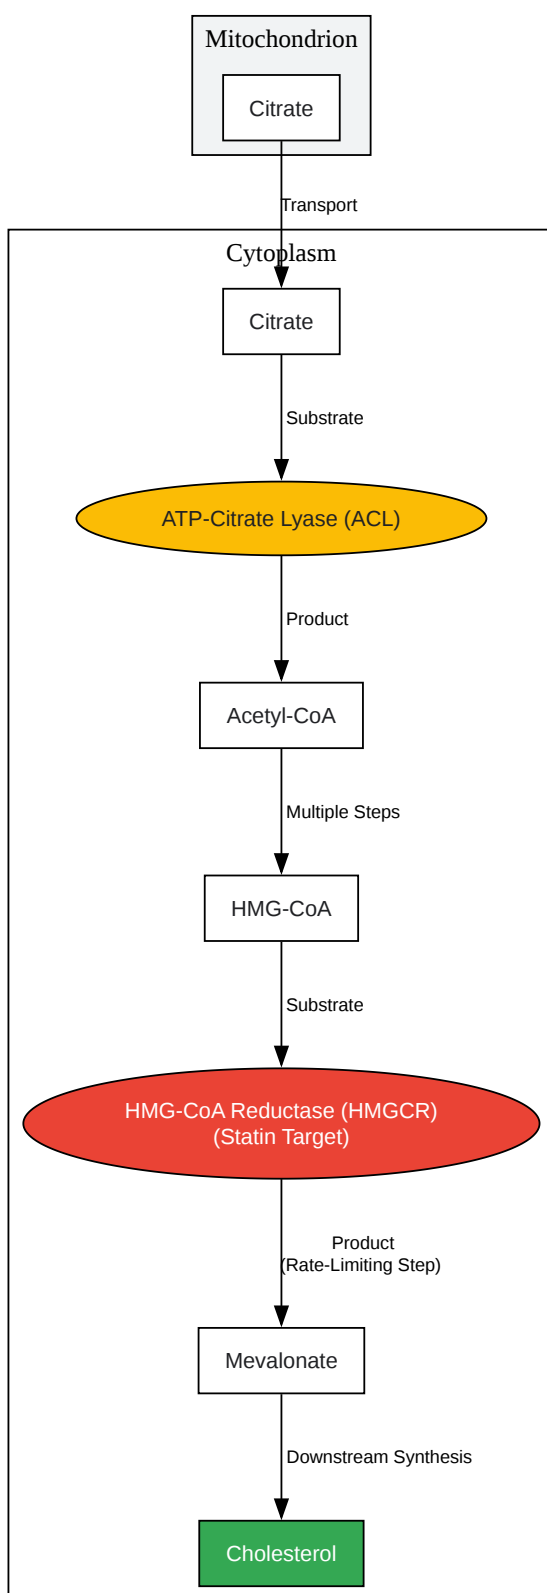 Mitochondrion
Citrate
Transport
Cytoplasm
Citrate
Substrate
ATP-Citrate Lyase (ACL)
Product
Acetyl-CoA
Multiple Steps
HMG-CoA
Substrate
HMG-CoA Reductase (HMGCR)
(Statin Target)
Product
(Rate-Limiting Step)
Mevalonate
Downstream Synthesis
Cholesterol